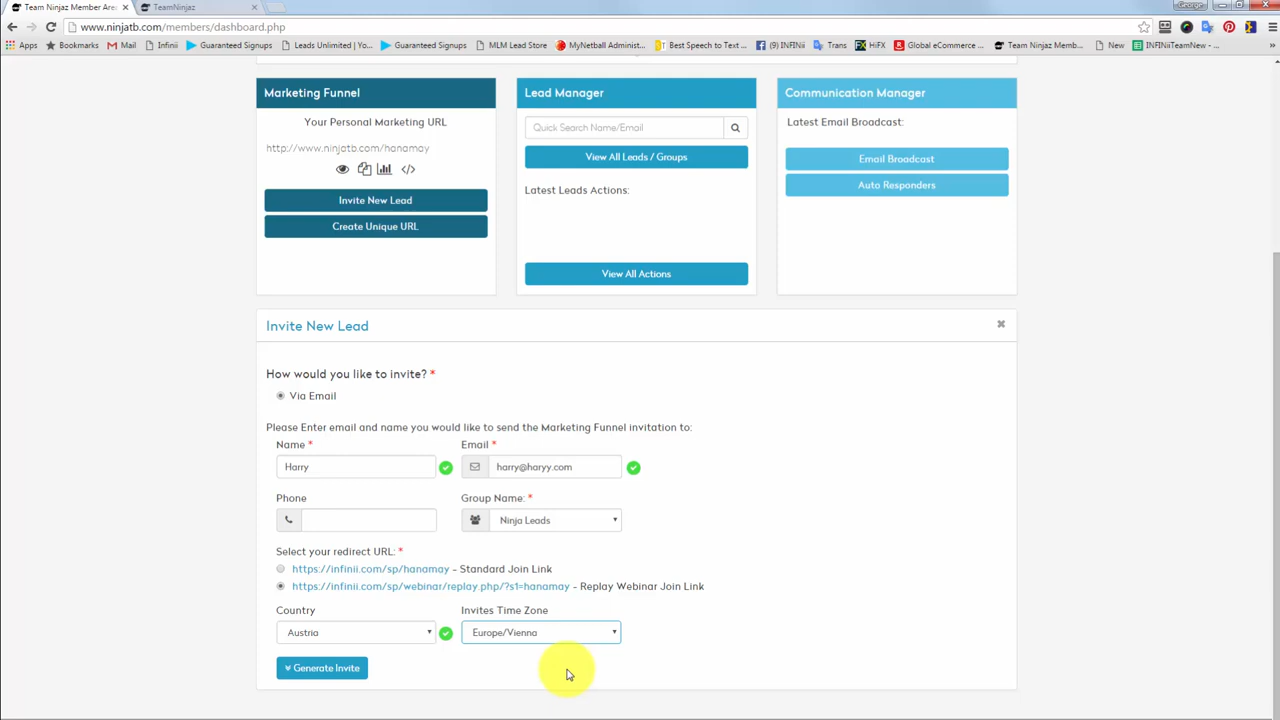 Team Ninjaz Member Are
TeamNinjaz
George
www.ninjatb.com/members/dashboard.php
Apps Bookmarks Mail Infinii Guaranteed Signups Leads Unlimited | Yo... Guaranteed Signups MLM Lead Store MyNetball Administ... Best Speech to Text ... (9) INFINii Trans HiFX Global eCommerce ... Team Ninjaz Memb... New INFINiiTeamNew - ... »
Marketing Funnel
Your Personal Marketing URL
http://www.ninjatb.com/hanamay
Invite New Lead
Create Unique URL
Lead Manager
Quick Search Name/Email
View All Leads / Groups
Latest Leads Actions:
View All Actions
Communication Manager
Latest Email Broadcast:
Email Broadcast
Auto Responders
Invite New Lead
How would you like to invite? *
Via Email
Please Enter email and name you would like to send the Marketing Funnel invitation to:
Name * Email *
Harry harry@haryy.com
Phone Group Name: *
Ninja Leads
Select your redirect URL: *
https://infinii.com/sp/hanamay - Standard Join Link
https://infinii.com/sp/webinar/replay.php/?s1=hanamay - Replay Webinar Join Link
Country Invites Time Zone
Austria Europe/Vienna
Generate Invite